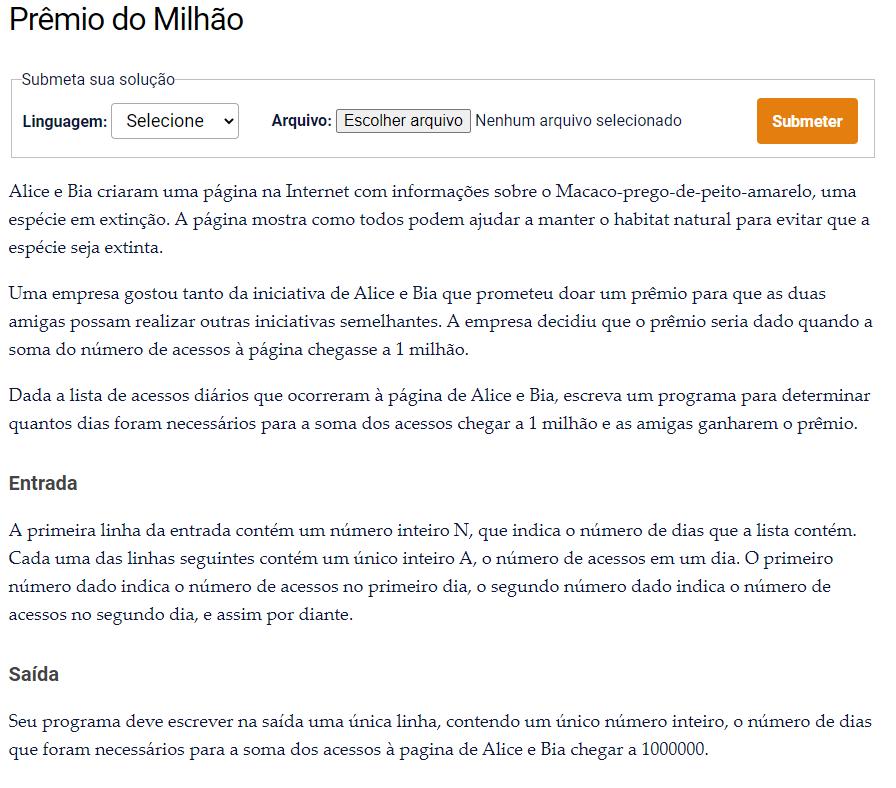 Prêmio do Milhão
Submeta sua solução
Linguagem: Selecione Arquivo: Escolher arquivo Nenhum arquivo selecionado Submeter
Alice e Bia criaram uma página na Internet com informações sobre o Macaco-prego-de-peito-amarelo, uma
espécie em extinção. A página mostra como todos podem ajudar a manter o habitat natural para evitar que a
espécie seja extinta.
Uma empresa gostou tanto da iniciativa de Alice e Bia que prometeu doar um prêmio para que as duas
amigas possam realizar outras iniciativas semelhantes. A empresa decidiu que o prêmio seria dado quando a
soma do número de acessos à página chegasse a 1 milhão.
Dada a lista de acessos diários que ocorreram à página de Alice e Bia, escreva um programa para determinar
quantos dias foram necessários para a soma dos acessos chegar a 1 milhão e as amigas ganharem o prêmio.
Entrada
A primeira linha da entrada contém um número inteiro N, que indica o número de dias que a lista contém.
Cada uma das linhas seguintes contém um único inteiro A, o número de acessos em um dia. O primeiro
número dado indica o número de acessos no primeiro dia, o segundo número dado indica o número de
acessos no segundo dia, e assim por diante.
Saída
Seu programa deve escrever na saída uma única linha, contendo um único número inteiro, o número de dias
que foram necessários para a soma dos acessos à pagina de Alice e Bia chegar a 1000000.